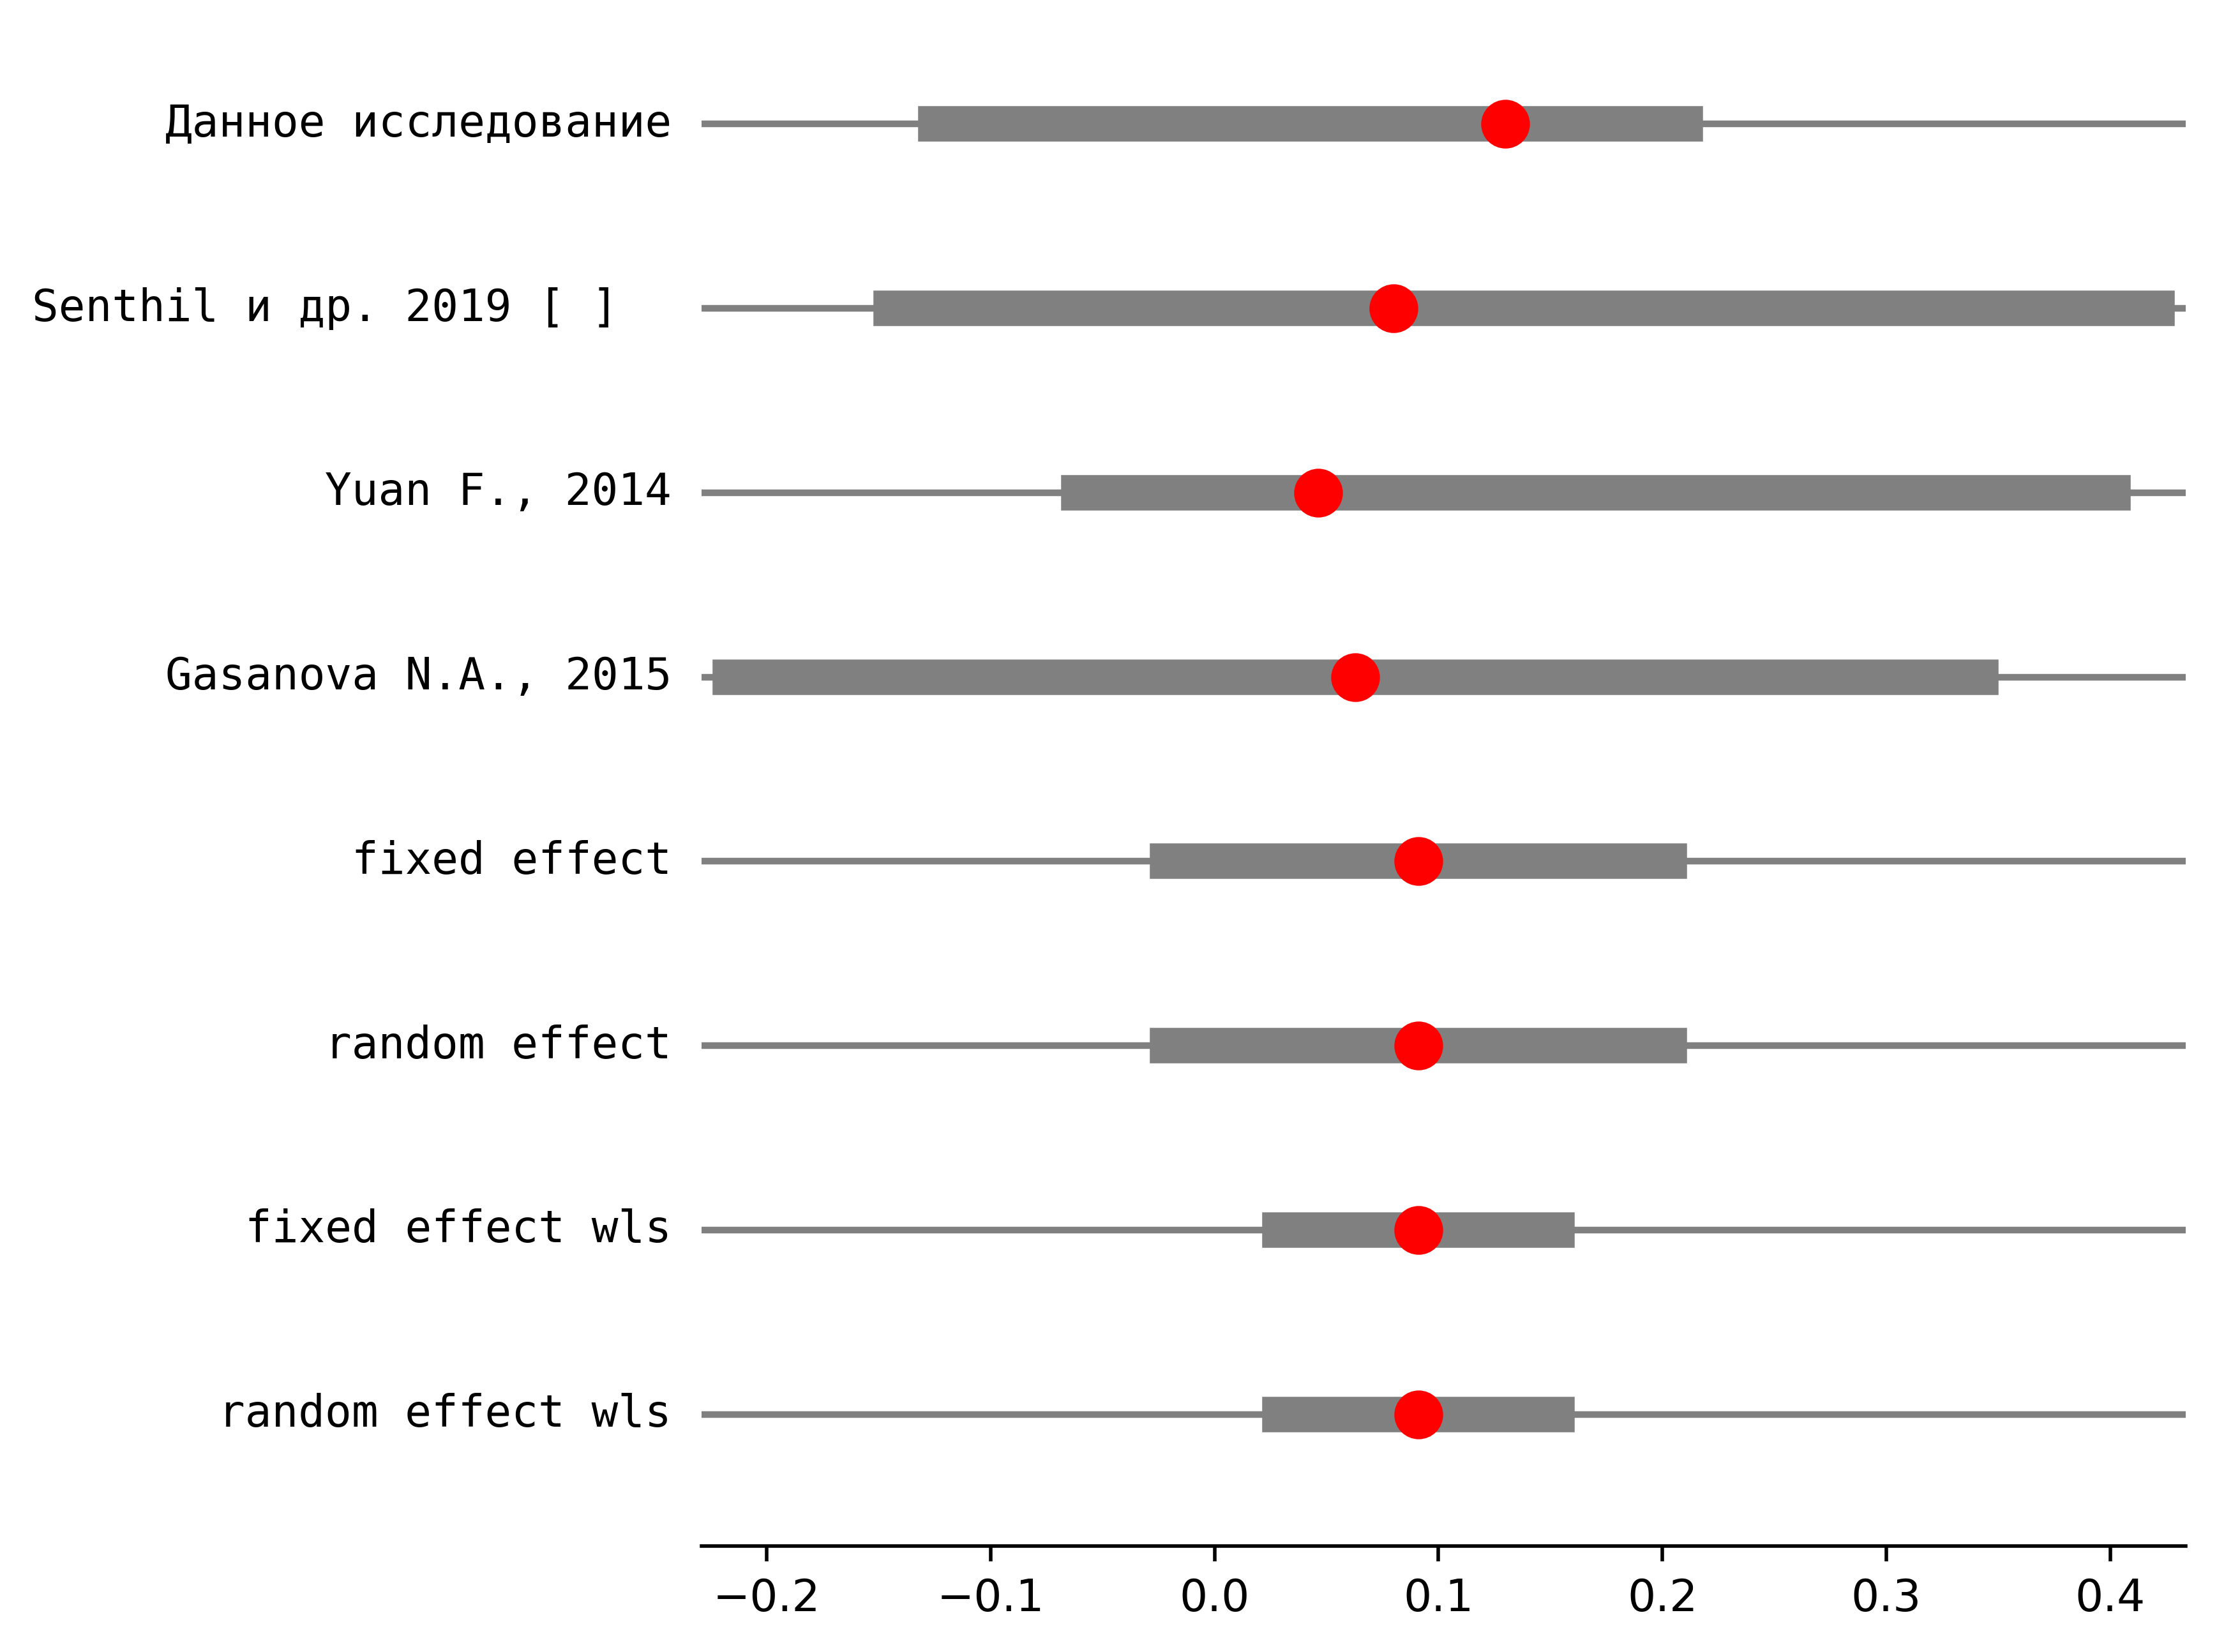 Данное исследование
Senthil и др. 2019 [ ]
Yuan F., 2014
Gasanova N.A., 2015
fixed effect
random effect
fixed effect wls
random effect wls
−0.2 −0.1 0.0 0.1 0.2 0.3 0.4